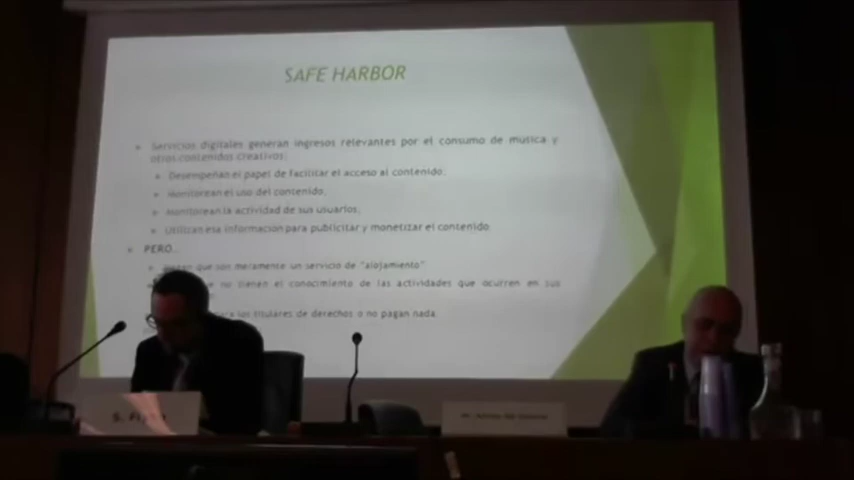 SAFE HARBOR
Servicios digitales generan ingresos relevantes por el consumo de música y
otros contenidos creativos:
Desempeñan el papel de facilitar el acceso al contenido;
Monitorean el uso del contenido;
Monitorean la actividad de sus usuarios;
Utilizan esa información para publicitar y monetizar el contenido
PERO…
que son meramente un servicio de "alojamiento"
no tienen el conocimiento de las actividades que ocurren en sus
para los titulares de derechos o no pagan nada.
S.